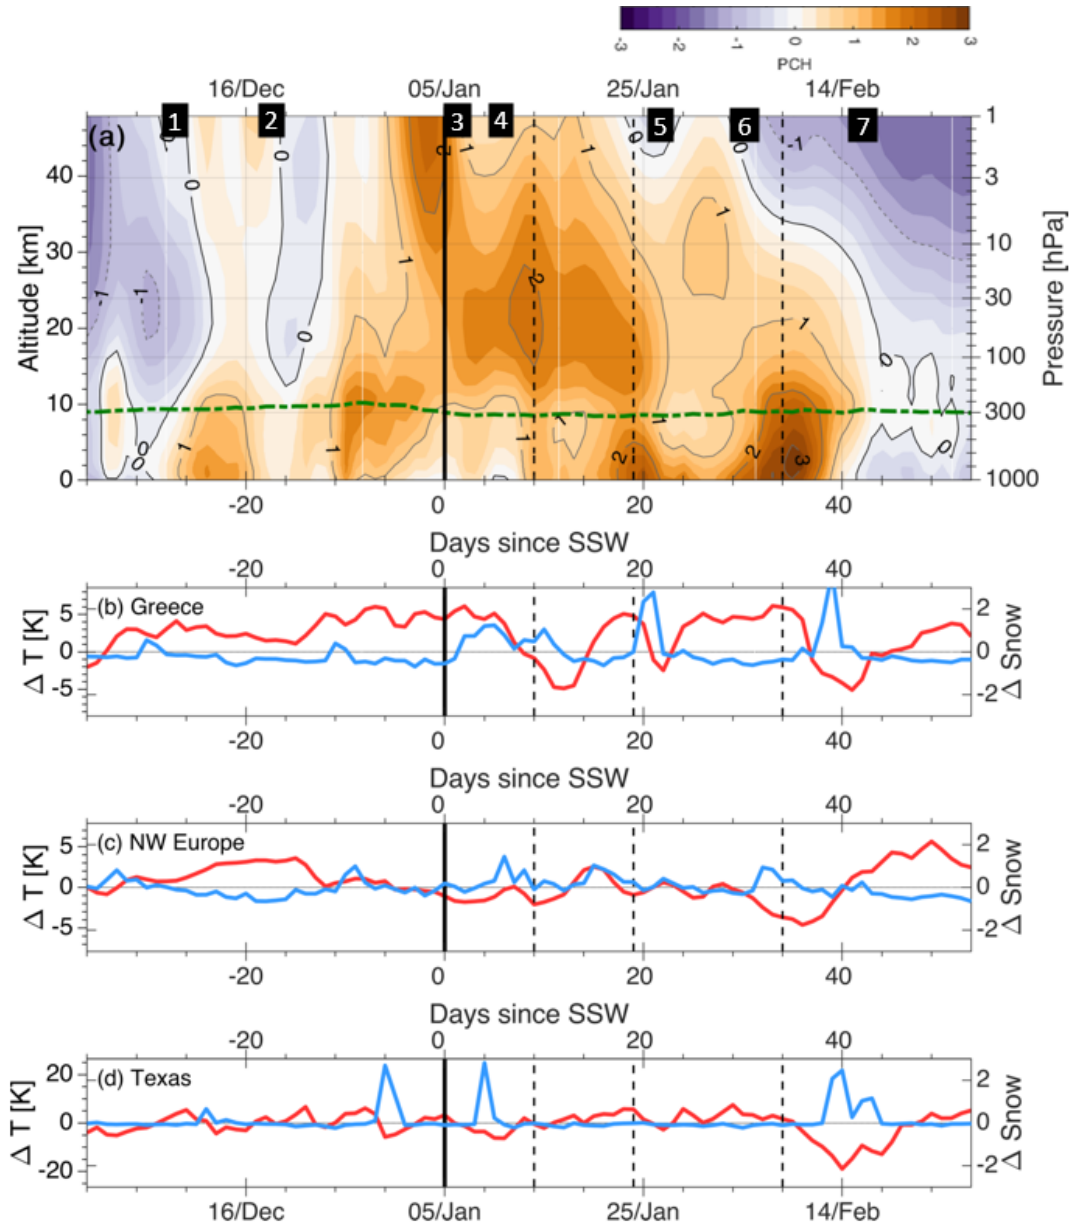 -3 -2 -1 0 1 2 3
PCH
16/Dec 05/Jan 25/Jan 14/Feb
(a) 1 2 3 4 5 6 7
Altitude [km]
40
30
20
10
0
Pressure [hPa]
1
3
10
30
100
300
1000
0 0 2 1 1 0 0 -1
0 1 1
-1 -1 2
0 1 0
0 0 1 1 1 1 1 2 2 3 0
-20 0 20 40
Days since SSW
-20 0 20 40
(b) Greece
Δ T [K]
5
0
-5
2
0
-2
Δ Snow
-20 0 20 40
Days since SSW
-20 0 20 40
(c) NW Europe
Δ T [K]
5
0
-5
2
0
-2
Δ Snow
-20 0 20 40
Days since SSW
-20 0 20 40
(d) Texas
Δ T [K]
20
0
-20
2
0
-2
Δ Snow
16/Dec 05/Jan 25/Jan 14/Feb